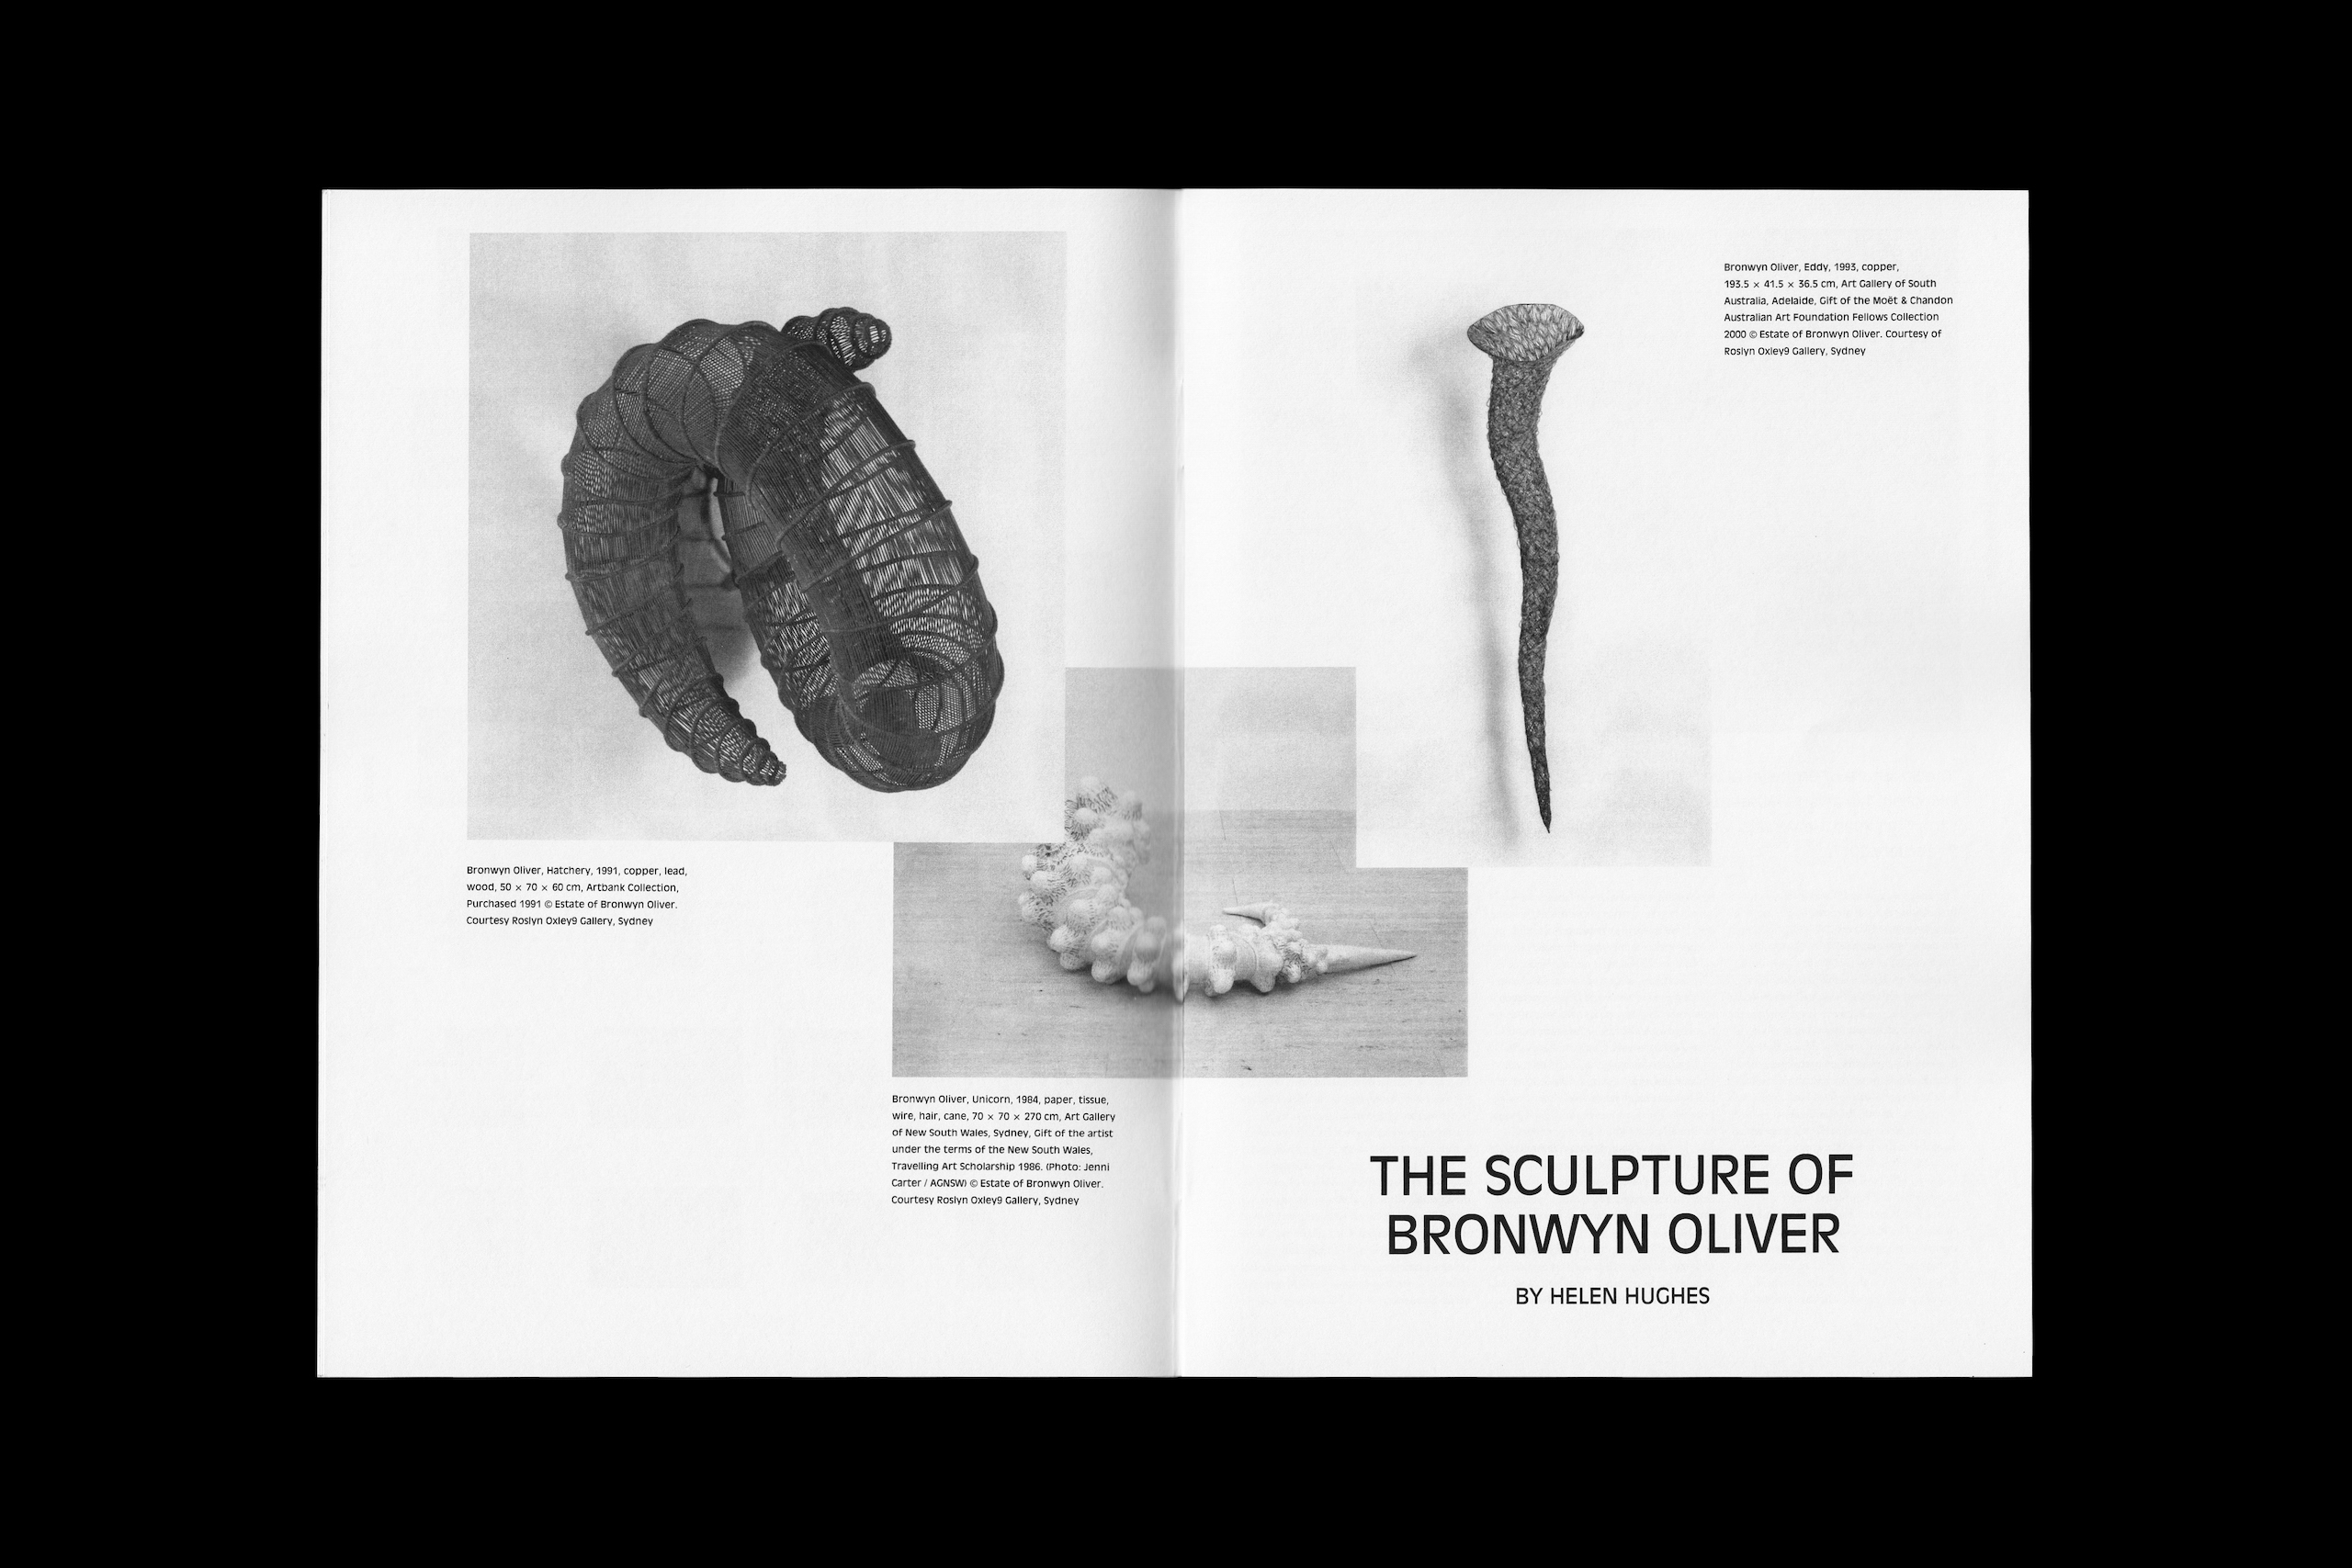 Bronwyn Oliver, Hatchery, 1991, copper, lead,
wood, 50 × 70 × 60 cm, Artbank Collection,
Purchased 1991 © Estate of Bronwyn Oliver.
Courtesy Roslyn Oxley9 Gallery, Sydney
Bronwyn Oliver, Unicorn, 1984, paper, tissue,
wire, hair, cane, 70 × 70 × 270 cm, Art Gallery
of New South Wales, Sydney, Gift of the artist
under the terms of the New South Wales,
Travelling Art Scholarship 1986. (Photo: Jenni
Carter / AGNSW) © Estate of Bronwyn Oliver.
Courtesy Roslyn Oxley9 Gallery, Sydney
Bronwyn Oliver, Eddy, 1993, copper,
193.5 × 41.5 × 36.5 cm, Art Gallery of South
Australia, Adelaide, Gift of the Moët & Chandon
Australian Art Foundation Fellows Collection
2000 © Estate of Bronwyn Oliver. Courtesy of
Roslyn Oxley9 Gallery, Sydney
THE SCULPTURE OF
BRONWYN OLIVER
BY HELEN HUGHES